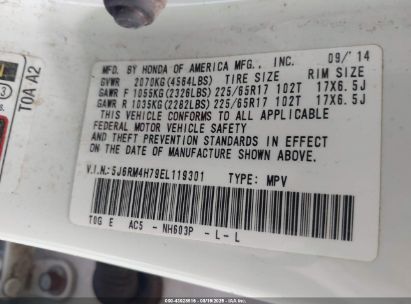 MFD. BY HONDA OF AMERICA MFG., INC. 09/'14
GVWR 2070KG(4564LBS) TIRE SIZE RIM SIZE
GAWR F 1055KG(2326LBS) 225/65R17 102T 17X6.5J
GAWR R 1035KG(2282LBS) 225/65R17 102T 17X6.5J
THIS VEHICLE CONFORMS TO ALL APPLICABLE
FEDERAL MOTOR VEHICLE SAFETY
AND THEFT PREVENTION STANDARDS IN EFFECT
ON THE DATE OF MANUFACTURE SHOWN ABOVE.
V.I.N.:5J6RM4H79EL119301 TYPE: MPV
T0G E AC5 - NH603P - L - L
T0A A2